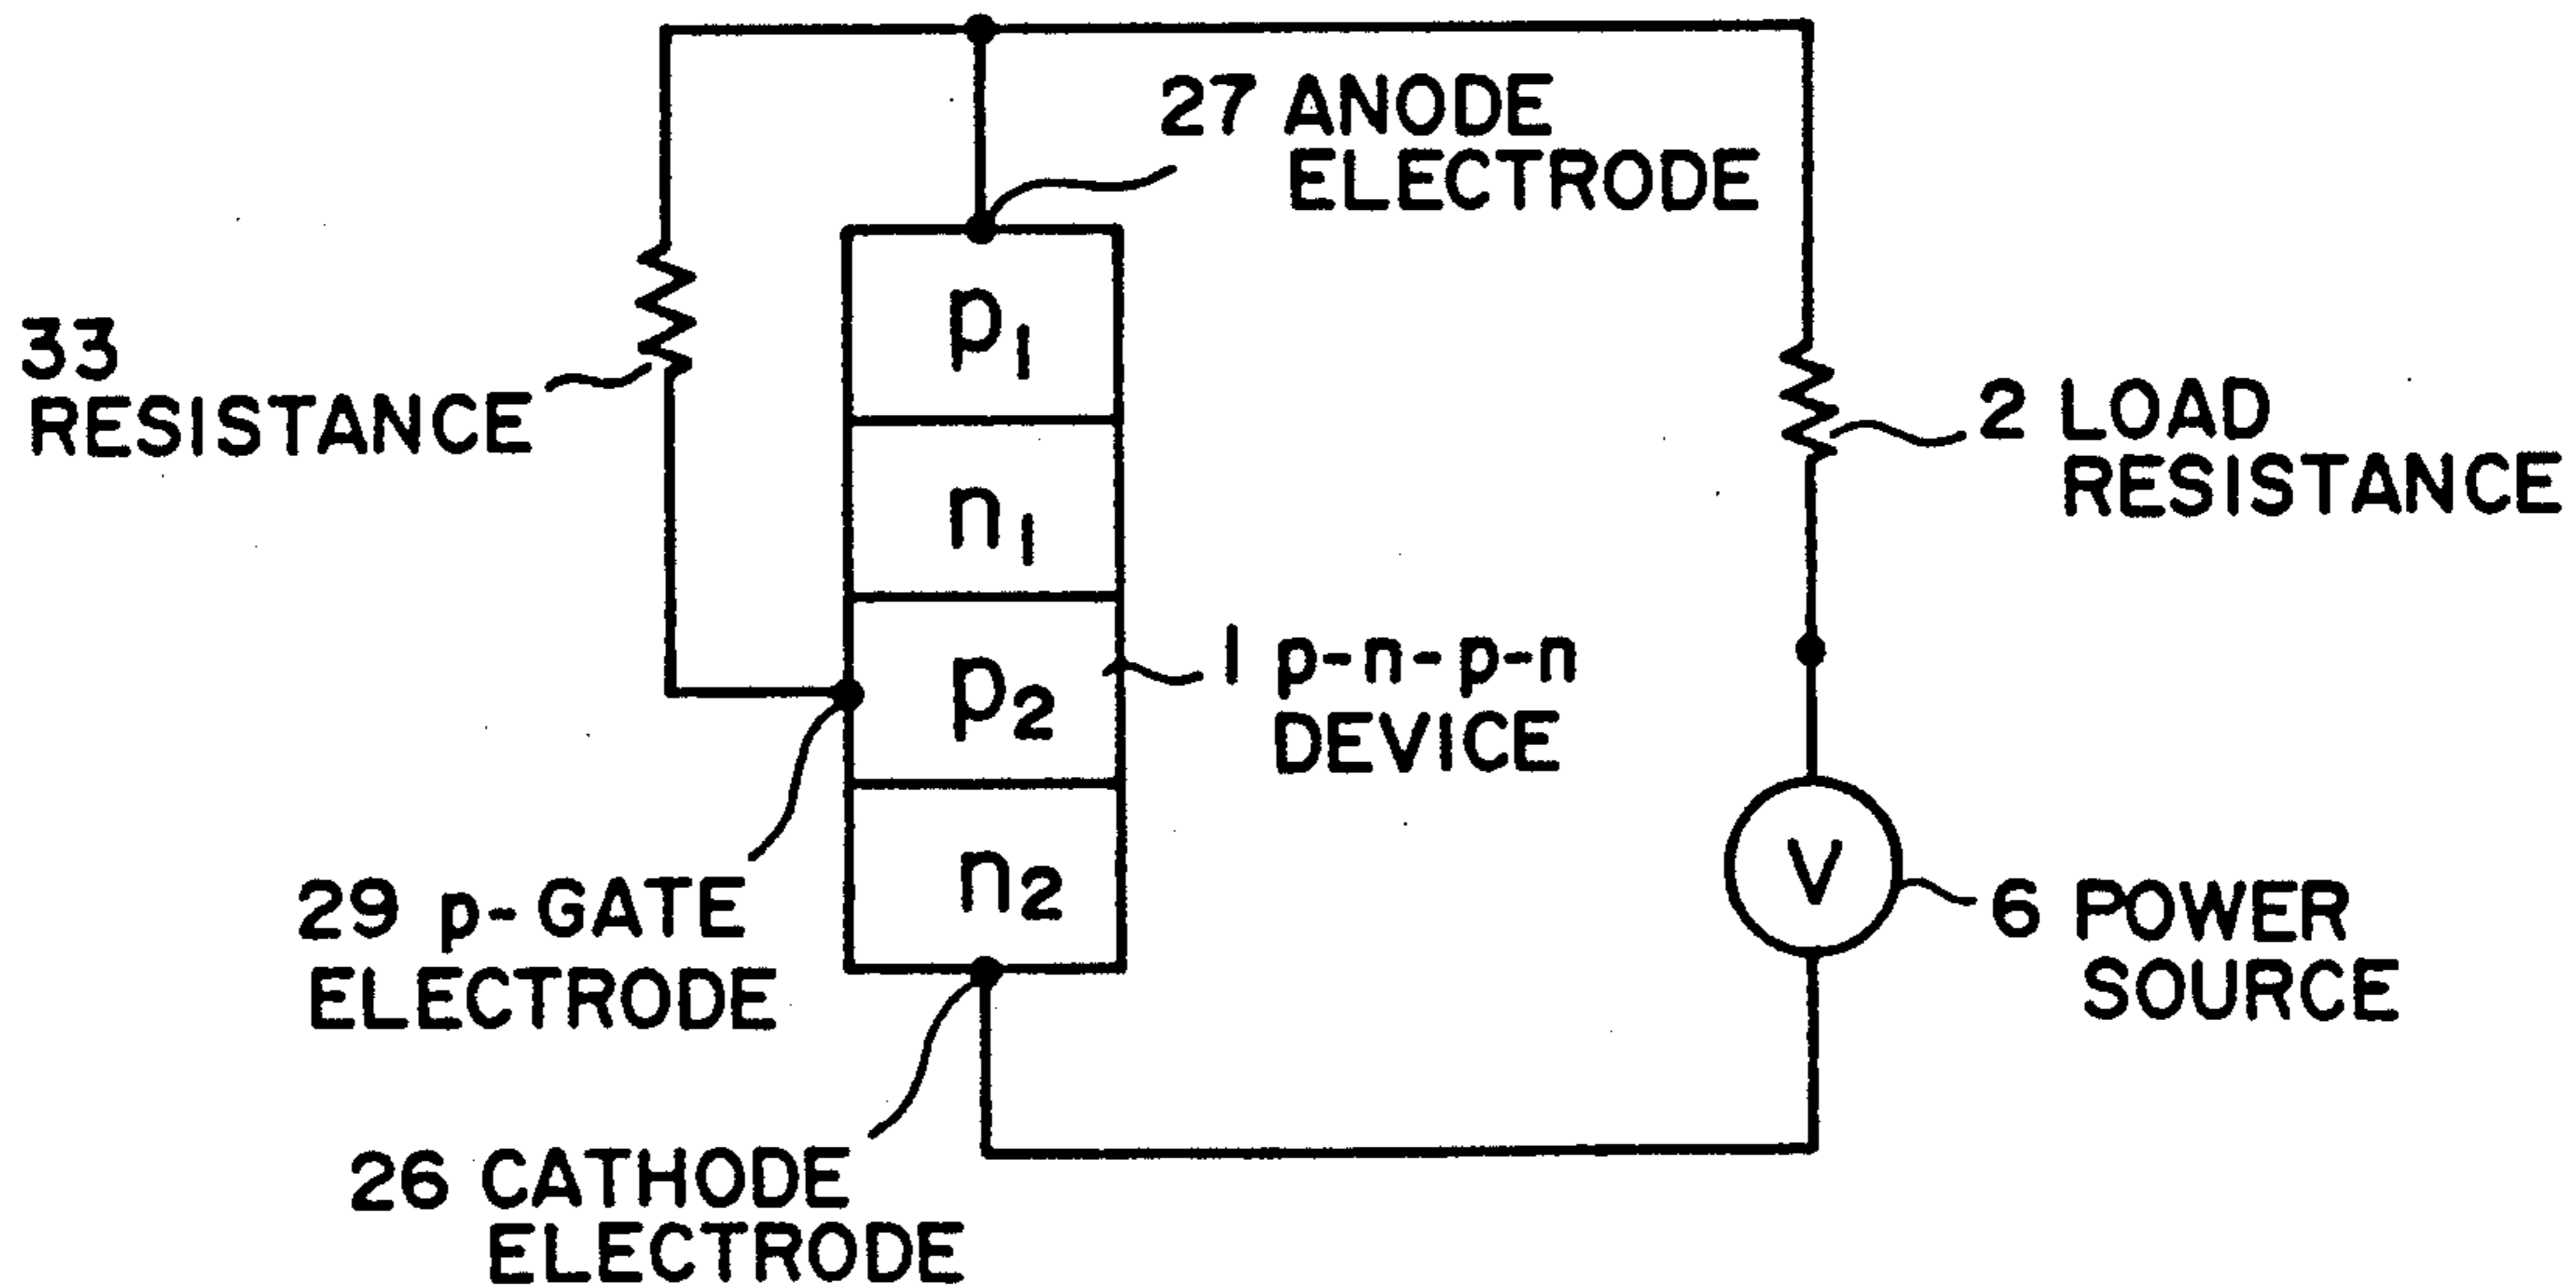 27 ANODE
ELECTRODE
p1
33
RESISTANCE
2 LOAD
RESISTANCE
n1
p2
1 p-n-p-n
DEVICE
n2
V
29 p-GATE
ELECTRODE
6 POWER
SOURCE
26 CATHODE
ELECTRODE